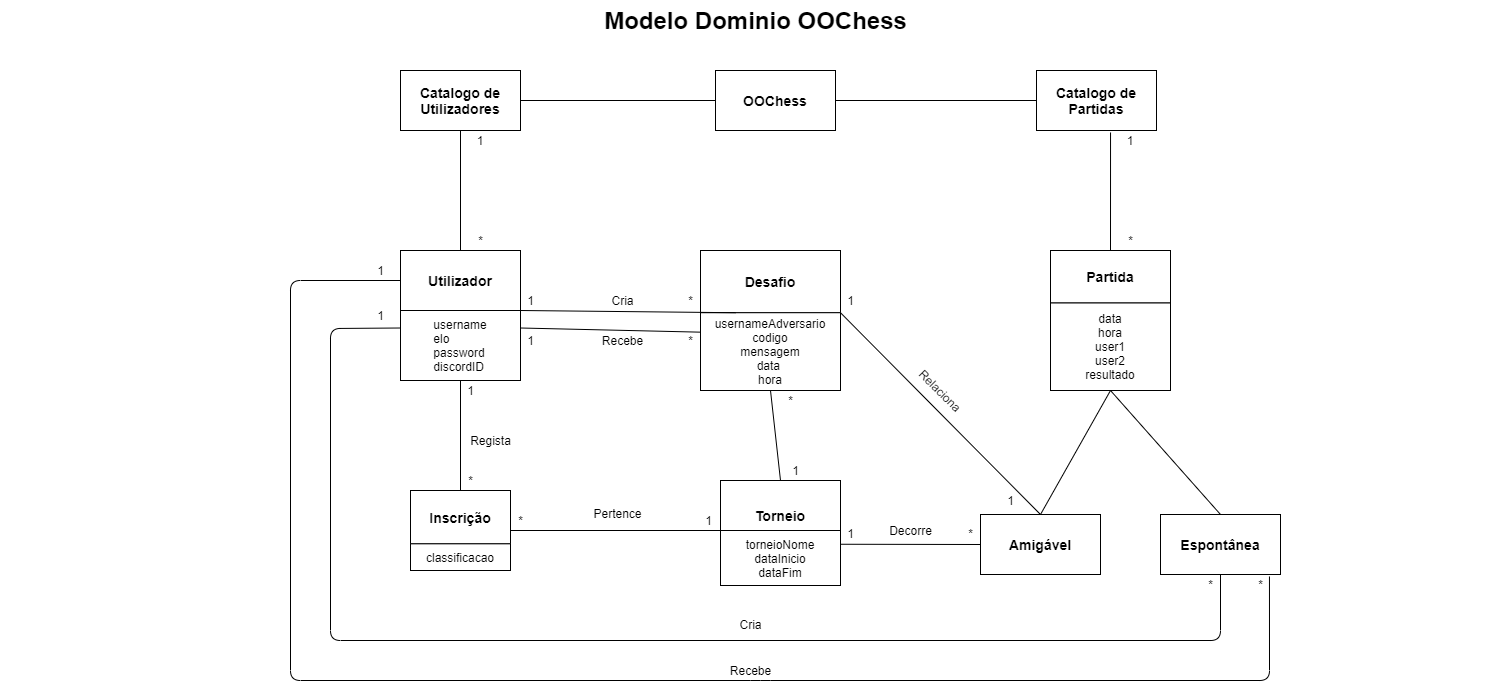 Modelo Dominio OOChess
Catalogo de
Utilizadores
OOChess
Catalogo de
Partidas
1
1
*
*
Utilizador
username
elo
password
discordID
1
1
1
Cria
*
1
Recebe
*
Desafio
usernameAdversario
codigo
mensagem
data
hora
1
Relaciona
1
Partida
data
hora
user1
user2
resultado
1
Regista
*
*
1
Inscrição
classificacao
*
Pertence
1
Torneio
torneioNome
dataInicio
dataFim
1
Decorre
*
Amigável
Espontânea
*
*
Cria
Recebe